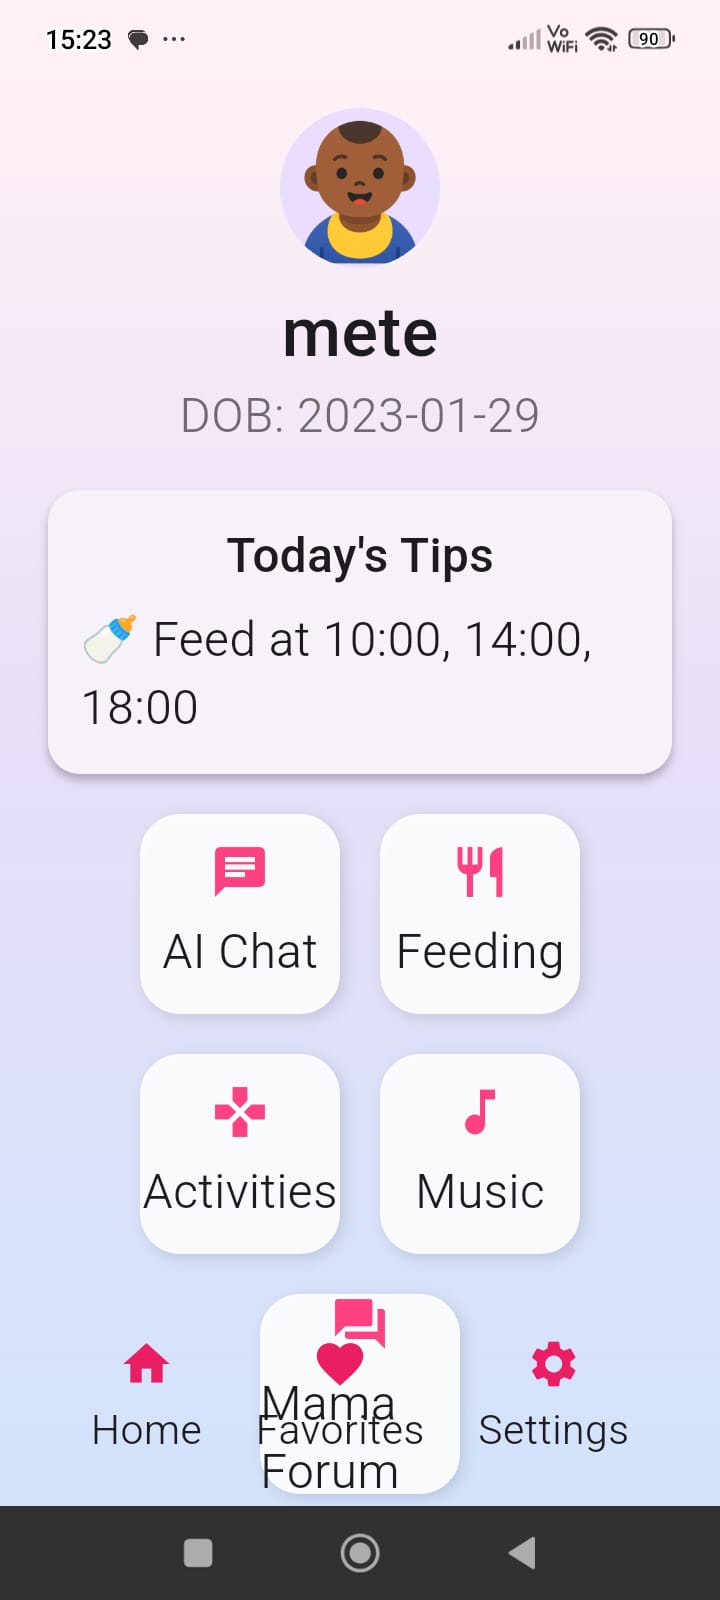 15:23
Vo
WiFi
90
mete
DOB: 2023-01-29
Today's Tips
🍼 Feed at 10:00, 14:00,
18:00
AI Chat
Feeding
Activities
Music
Mama
Forum
Home
Favorites
Settings